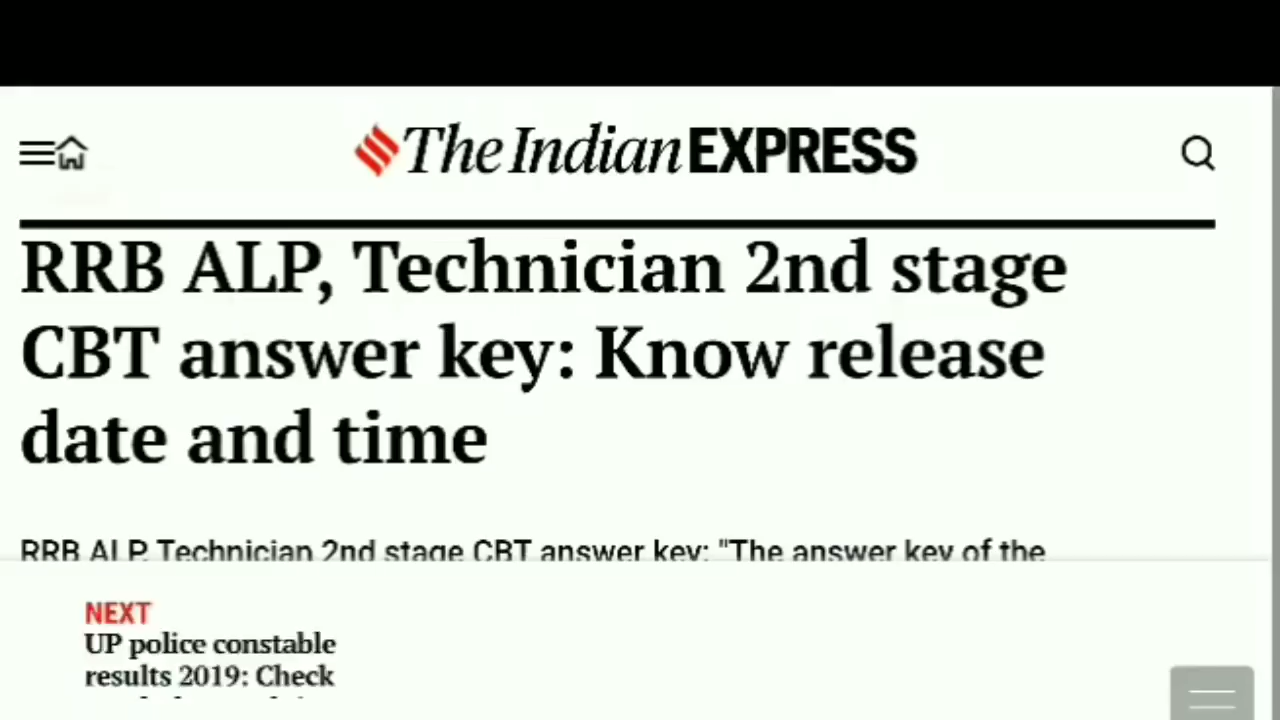 The Indian EXPRESS
RRB ALP, Technician 2nd stage
CBT answer key: Know release
date and time
RRB ALP, Technician 2nd stage CBT answer key: "The answer key of the
NEXT
UP police constable
results 2019: Check